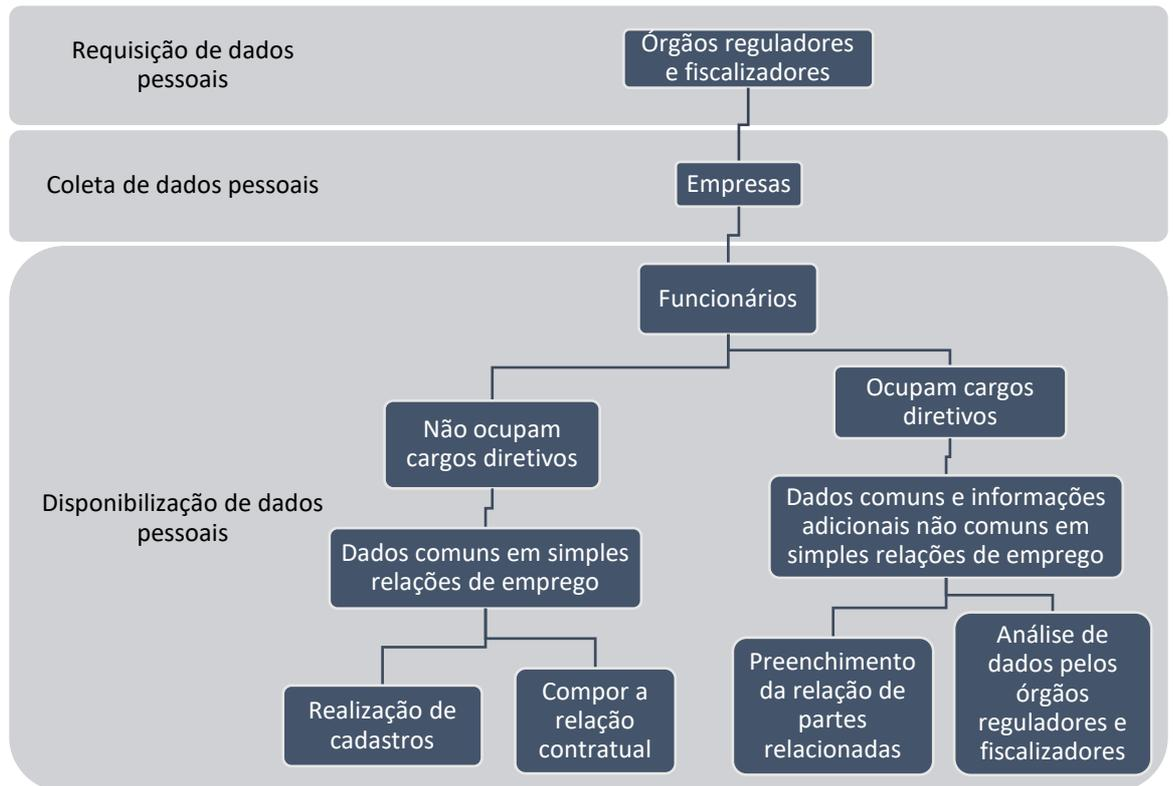 Requisição de dados
pessoais
Órgãos reguladores
e fiscalizadores
Coleta de dados pessoais
Empresas
Disponibilização de dados
pessoais
Funcionários
Não ocupam
cargos diretivos
Dados comuns em simples
relações de emprego
Realização de
cadastros
Compor a
relação
contratual
Ocupam cargos
diretivos
Dados comuns e informações
adicionais não comuns em
simples relações de emprego
Preenchimento
da relação de
partes
relacionadas
Análise de
dados pelos
órgãos
reguladores e
fiscalizadores